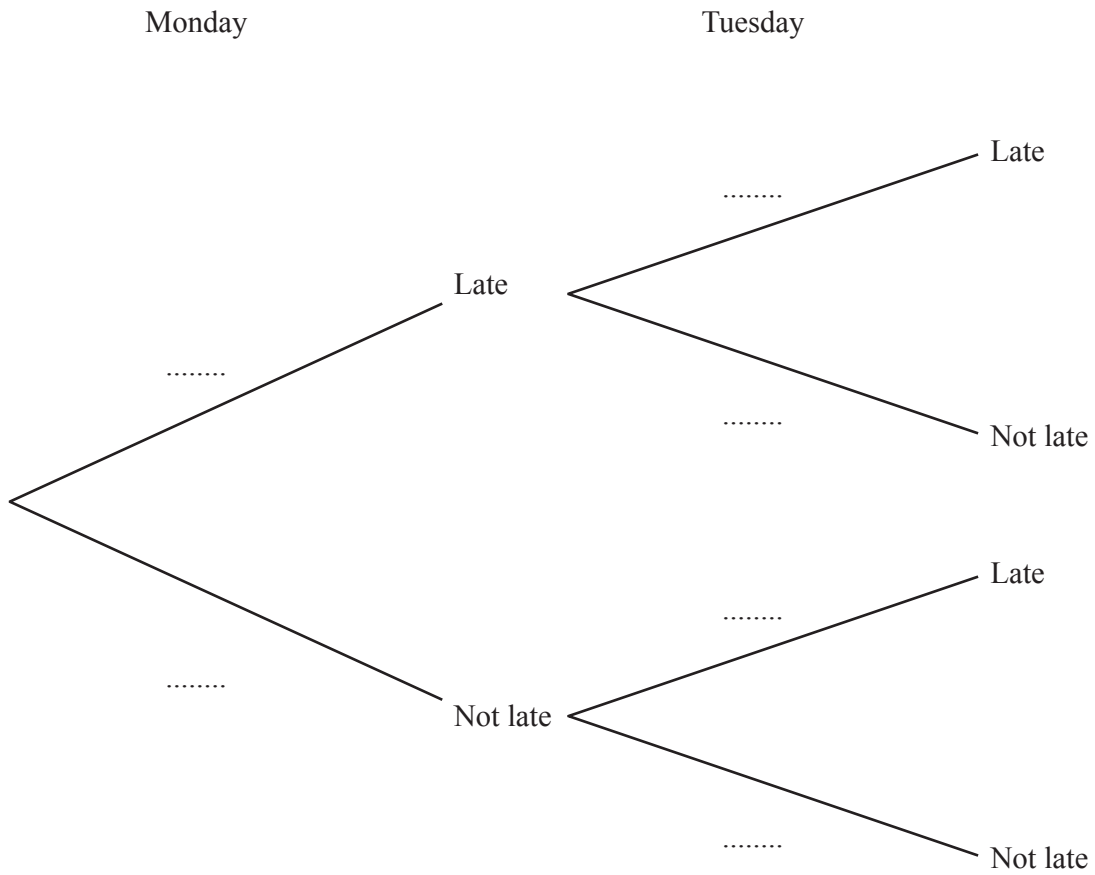 Monday Tuesday
Late
........
Late
........
........
Not late
Late
........
........
Not late
........
Not late